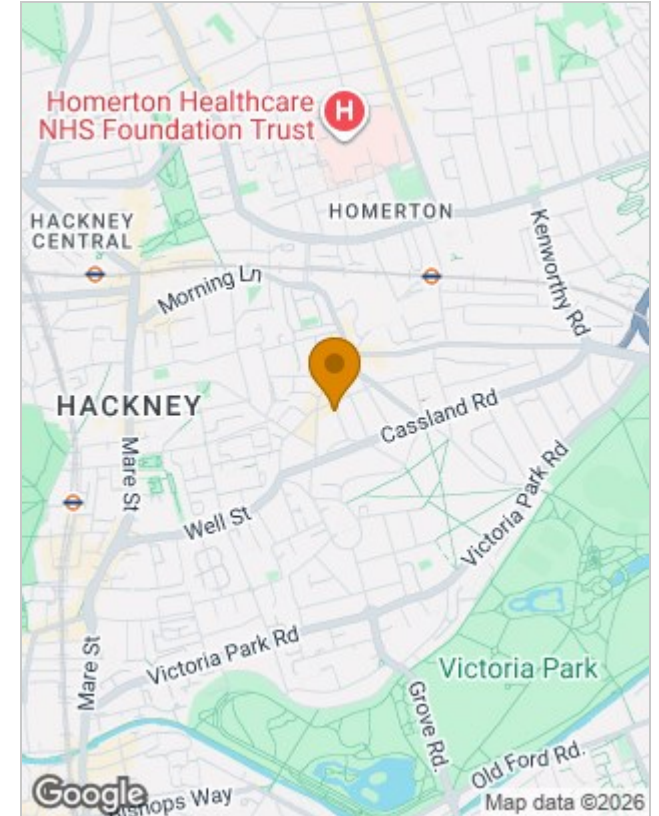 Homerton Healthcare
NHS Foundation Trust
H
HOMERTON
HACKNEY
CENTRAL
Kenworthy Rd
Morning Ln
HACKNEY
Cassland Rd
Mare St
Well St
Victoria Park Rd
Victoria Park Rd
Mare St
Victoria Park
Grove Rd.
Old Ford Rd.
Google
Bishops Way
Map data ©2026